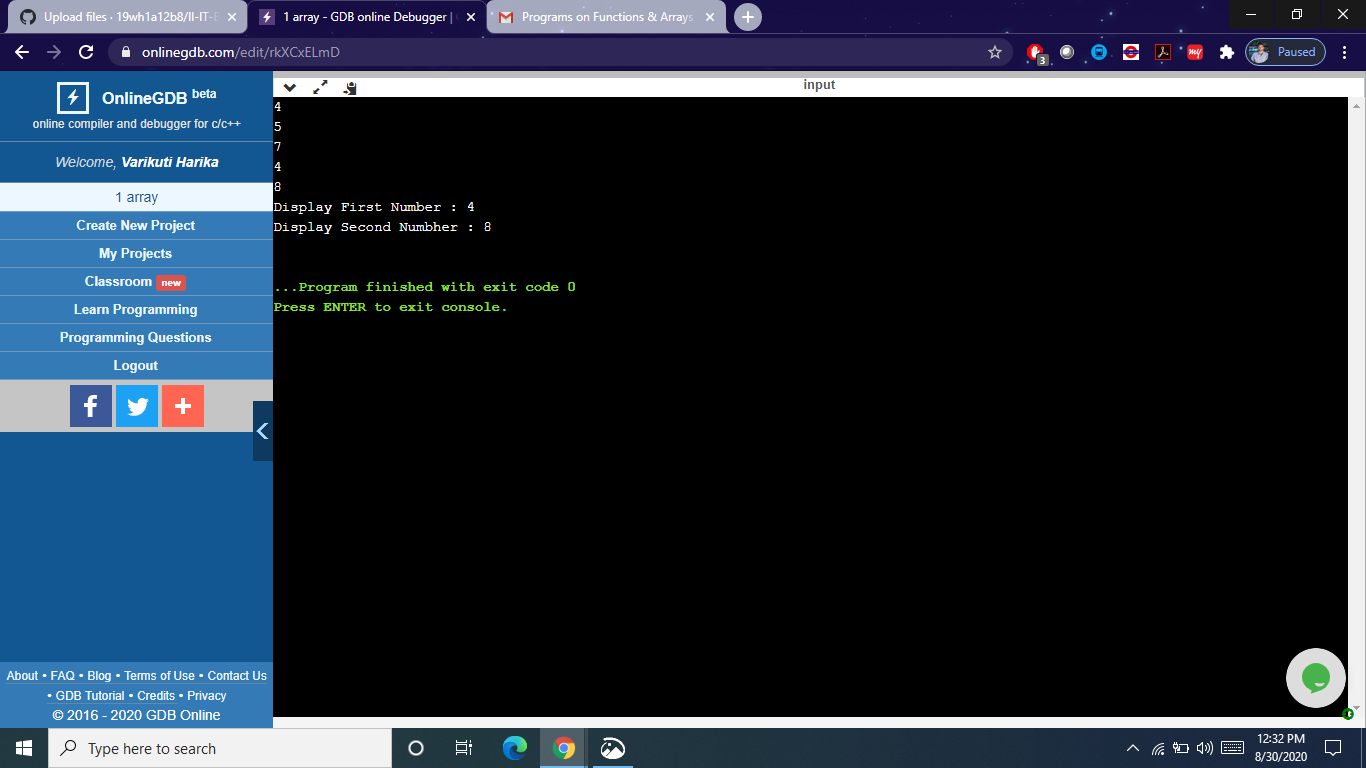 Upload files · 19wh1a12b8/II-IT-B
1 array - GDB online Debugger |
Programs on Functions & Arrays
onlinegdb.com/edit/rkXCxELmD
3
my
Paused
OnlineGDB beta
online compiler and debugger for c/c++
Welcome, Varikuti Harika
1 array
Create New Project
My Projects
Classroom new
Learn Programming
Programming Questions
Logout
About • FAQ • Blog • Terms of Use • Contact Us
• GDB Tutorial • Credits • Privacy
© 2016 - 2020 GDB Online
input
4
5
7
4
8
Display First Number : 4
Display Second Numbher : 8
...Program finished with exit code 0
Press ENTER to exit console.
Type here to search
12:32 PM
8/30/2020